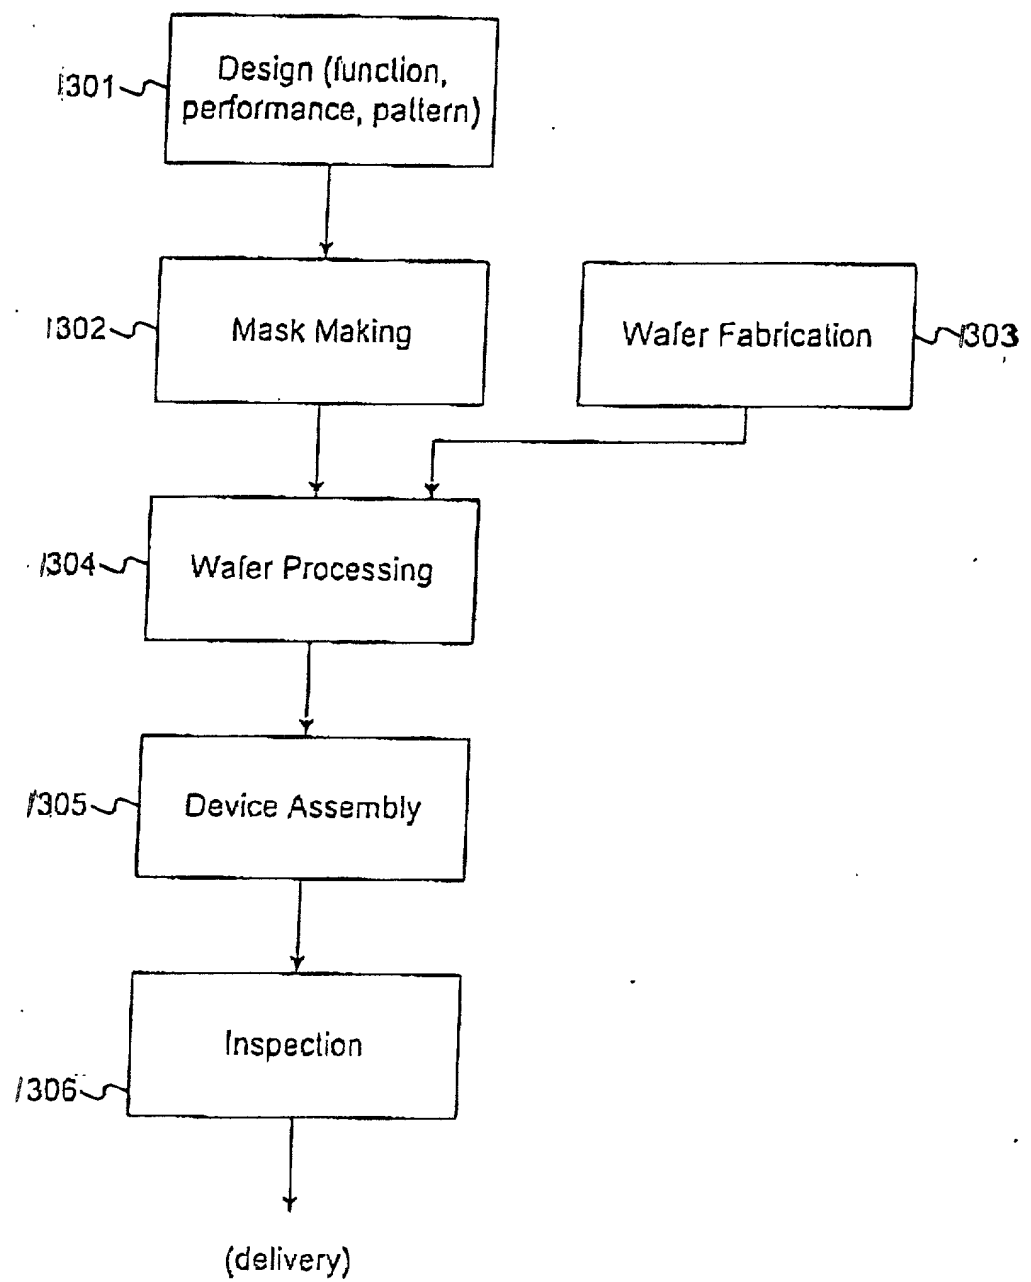 1301
Design (function,
performance, pattern)
1302
Mask Making
Wafer Fabrication
1303
1304
Wafer Processing
1305
Device Assembly
Inspection
1306
(delivery)